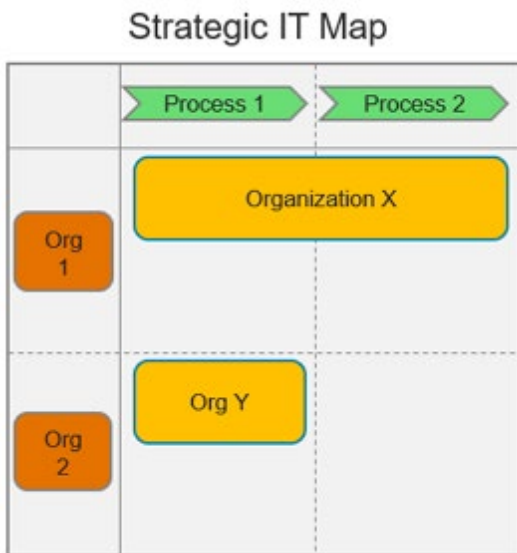 Strategic IT Map
Process 1
Process 2
Organization X
Org
1
Org Y
Org
2